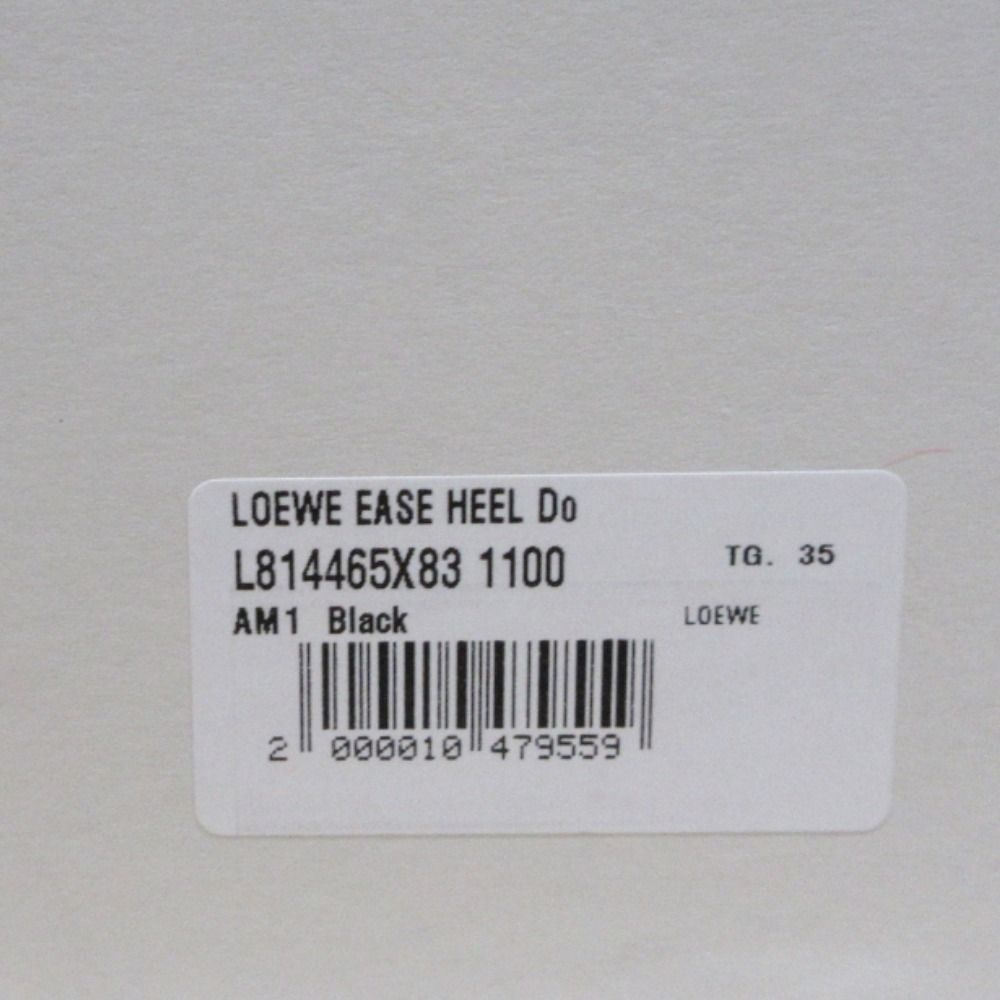 LOEWE EASE HEEL Do
L814465X83 1100
TG. 35
AM1 Black
LOEWE
2 000010 479559